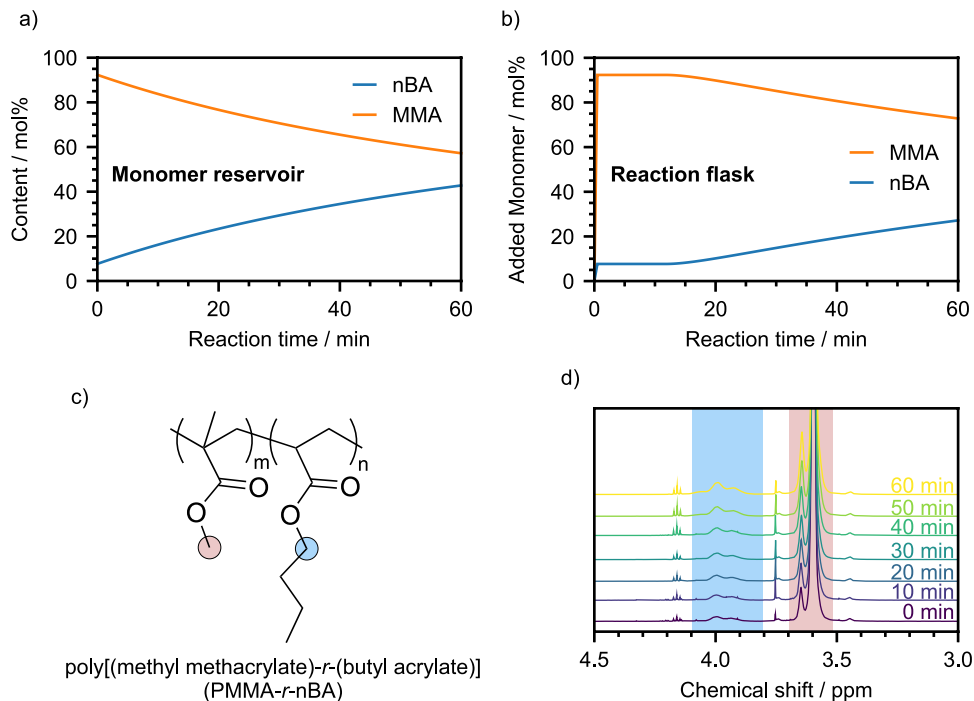 a)
100
80
60
40
20
0
Content / mol%
nBA
MMA
Monomer reservoir
0
20
40
60
Reaction time / min
b)
100
80
60
40
20
0
Added Monomer / mol%
MMA
nBA
Reaction flask
0
20
40
60
Reaction time / min
c)
m
n
O
O
O
O
poly[(methyl methacrylate)-r-(butyl acrylate)]
(PMMA-r-nBA)
d)
60 min
50 min
40 min
30 min
20 min
10 min
0 min
4.5
4.0
3.5
3.0
Chemical shift / ppm